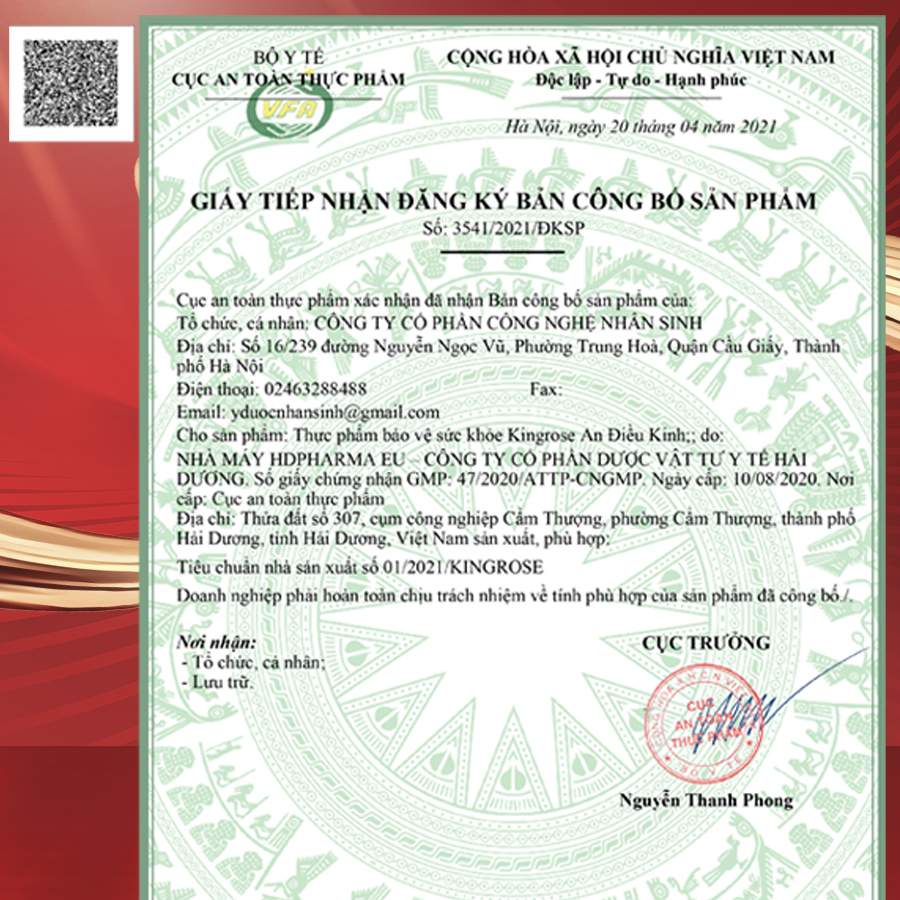 BỘ Y TẾ
CỤC AN TOÀN THỰC PHẨM
CỘNG HÒA XÃ HỘI CHỦ NGHĨA VIỆT NAM
Độc lập - Tự do - Hạnh phúc
VFA
Hà Nội, ngày 20 tháng 04 năm 2021
GIẤY TIẾP NHẬN ĐĂNG KÝ BẢN CÔNG BỐ SẢN PHẨM
Số: 3541/2021/ĐKSP
Cục an toàn thực phẩm xác nhận đã nhận Bản công bố sản phẩm của:
Tổ chức, cá nhân: CÔNG TY CỔ PHẦN CÔNG NGHỆ NHÂN SINH
Địa chỉ: Số 16/239 đường Nguyễn Ngọc Vũ, Phường Trung Hoà, Quận Cầu Giấy, Thành
phố Hà Nội
Điện thoại: 02463288488 Fax:
Email: yduocnhansinh@gmail.com
Cho sản phẩm: Thực phẩm bảo vệ sức khỏe Kingrose An Điều Kinh;; do:
NHÀ MÁY HDPHARMA EU – CÔNG TY CỔ PHẦN DƯỢC VẬT TƯ Y TẾ HẢI
DƯƠNG. Số giấy chứng nhận GMP: 47/2020/ATTP-CNGMP. Ngày cấp: 10/08/2020. Nơi
cấp: Cục an toàn thực phẩm
Địa chỉ: Thửa đất số 307, cụm công nghiệp Cẩm Thượng, phường Cẩm Thượng, thành phố
Hải Dương, tỉnh Hải Dương, Việt Nam sản xuất, phù hợp:
Tiêu chuẩn nhà sản xuất số 01/2021/KINGROSE
Doanh nghiệp phải hoàn toàn chịu trách nhiệm về tính phù hợp của sản phẩm đã công bố./.
Nơi nhận:
- Tổ chức, cá nhân;
- Lưu trữ.
CỤC TRƯỞNG
CỤC
AN TOÀN
THỰC PHẨM
BỘ Y TẾ
Nguyễn Thanh Phong